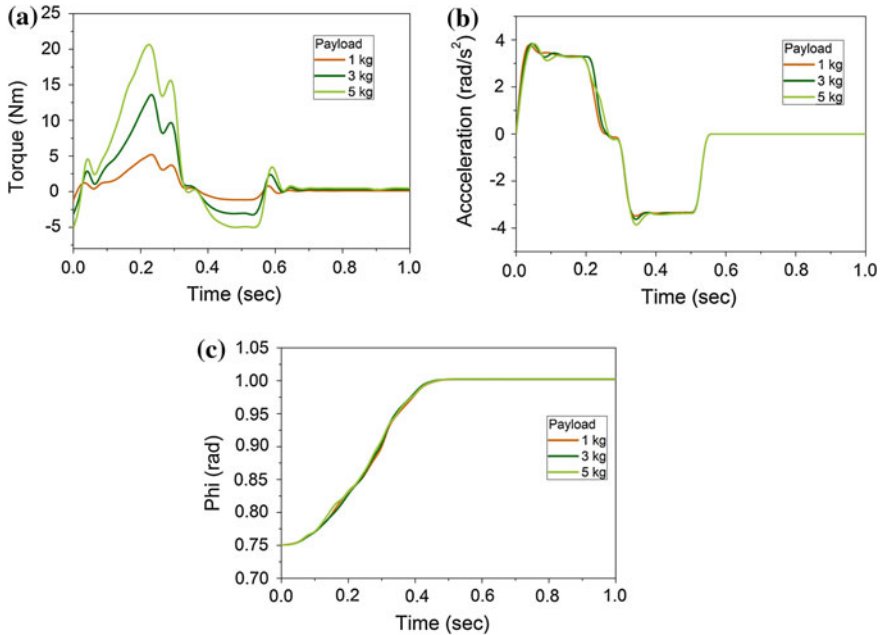 (a)
25
20
15
10
5
0
-5
Torque (Nm)
Payload
1 kg
3 kg
5 kg
0.0 0.2 0.4 0.6 0.8 1.0
Time (sec)
(b)
4
2
0
-2
-4
Accceleration (rad/s²)
Payload
1 kg
3 kg
5 kg
0.0 0.2 0.4 0.6 0.8 1.0
Time (sec)
(c)
1.05
1.00
0.95
0.90
0.85
0.80
0.75
0.70
Phi (rad)
Payload
1 kg
3 kg
5 kg
0.0 0.2 0.4 0.6 0.8 1.0
Time (sec)